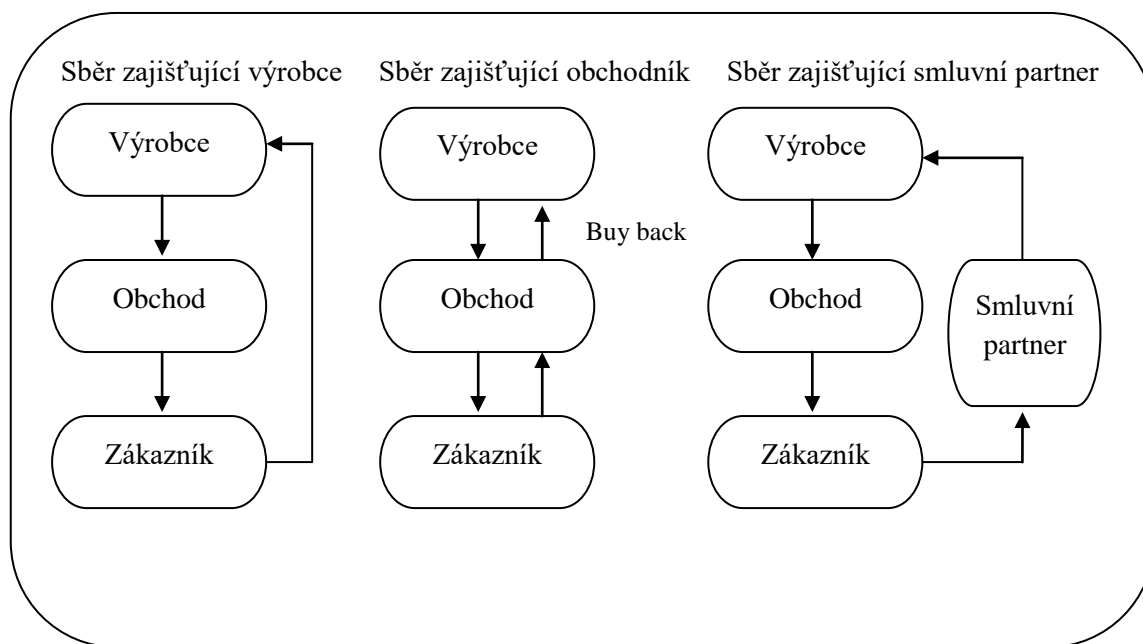 Sběr zajišťující výrobce
Výrobce
Obchod
Zákazník
Sběr zajišťující obchodník
Výrobce
Buy back
Obchod
Zákazník
Sběr zajišťující smluvní partner
Výrobce
Obchod
Zákazník
Smluvní
partner